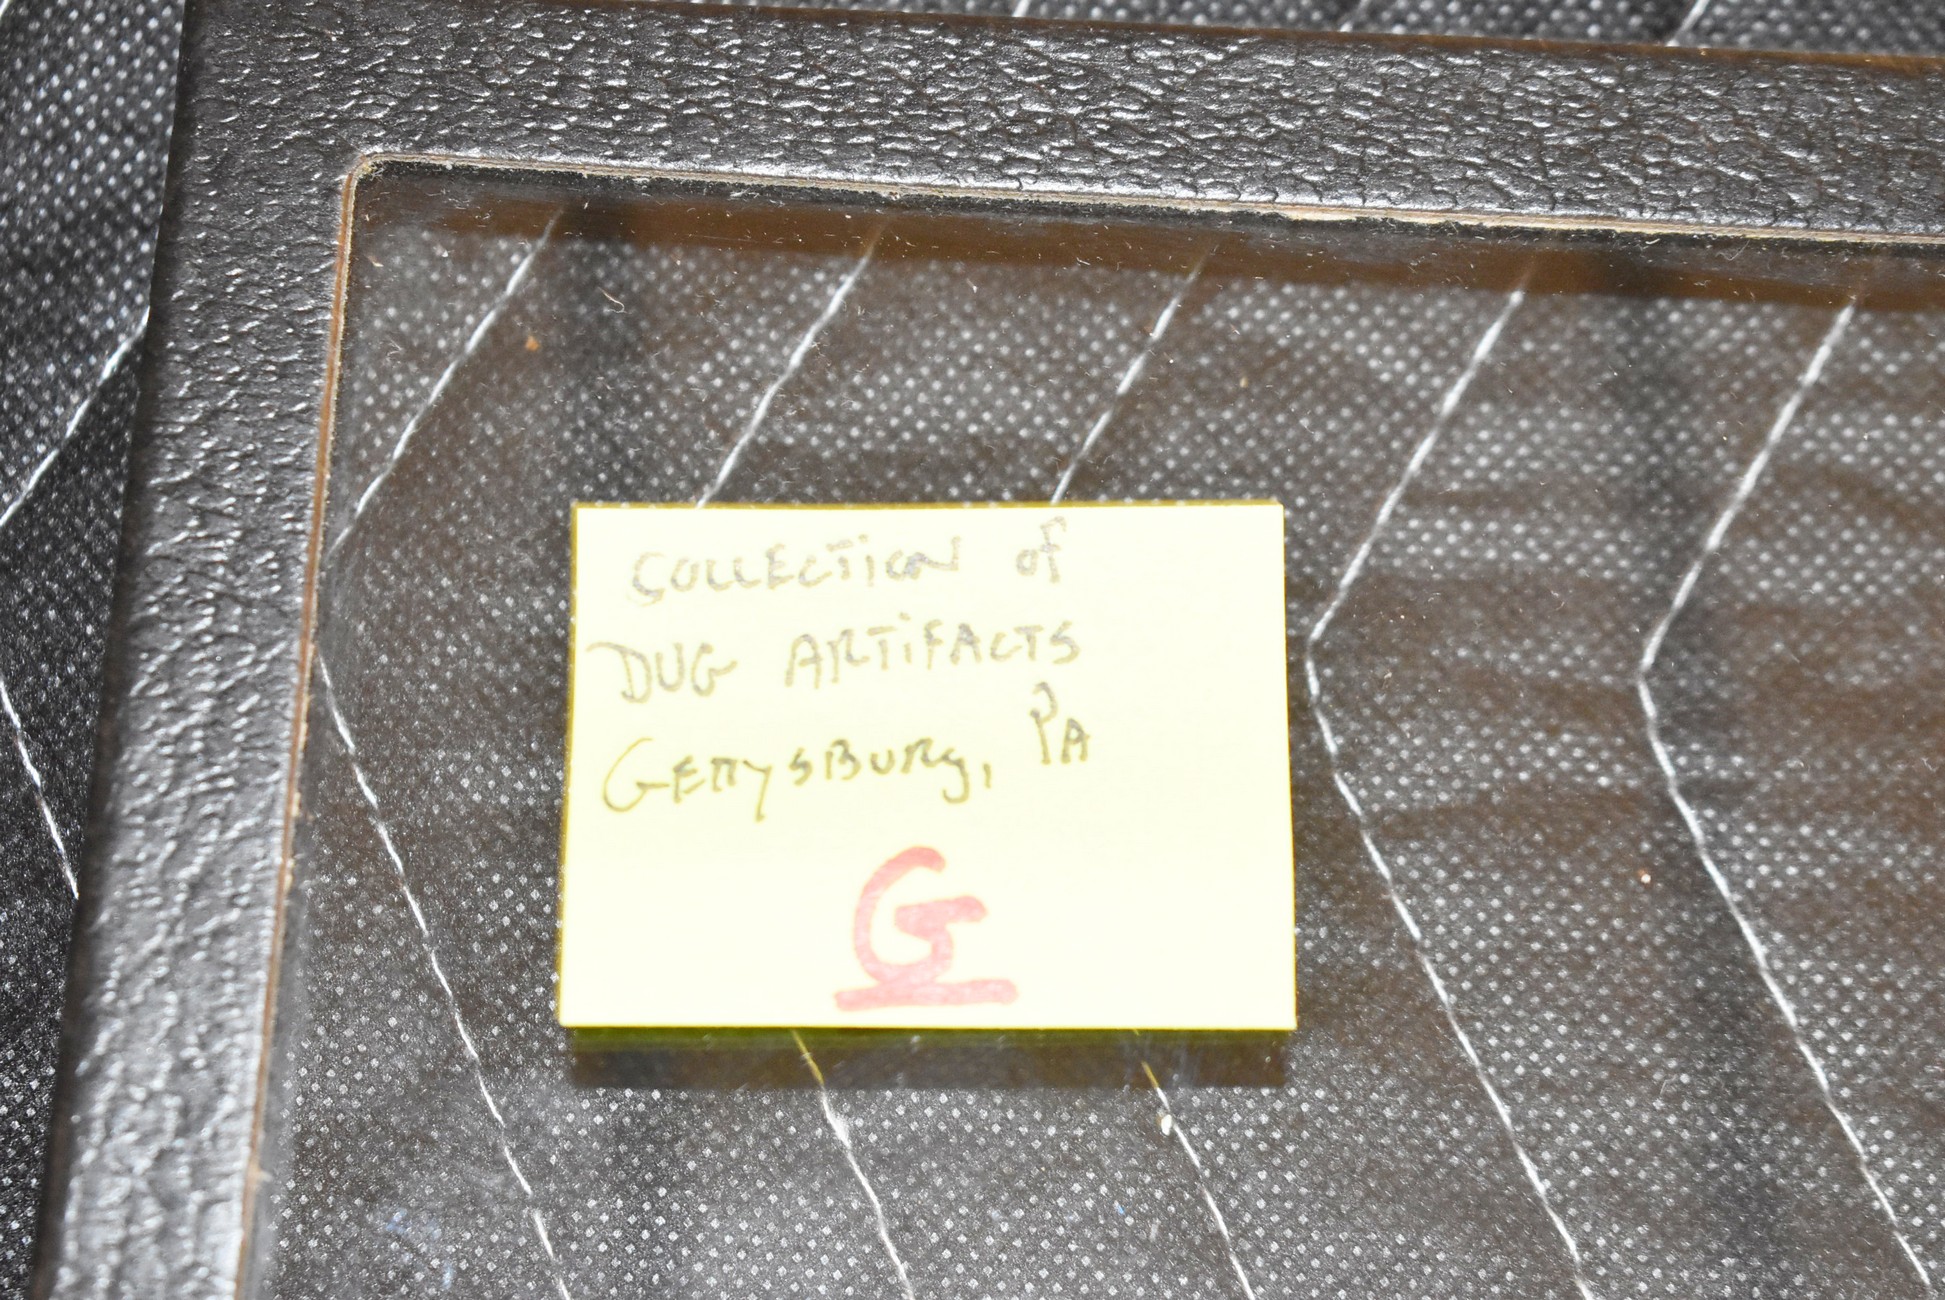 COLLECTiON of
DUG ARTiFACTS
GETTYSBURg, PA
G